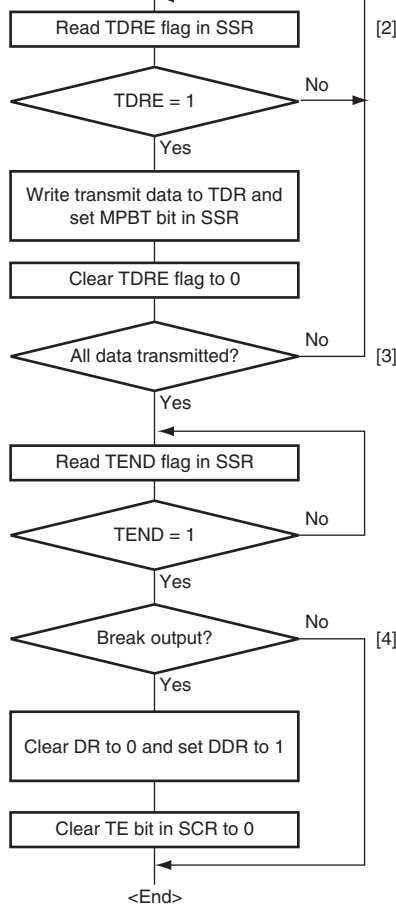 Read TDRE flag in SSR
[2]
TDRE = 1
No
Yes
Write transmit data to TDR and
set MPBT bit in SSR
Clear TDRE flag to 0
All data transmitted?
No
[3]
Yes
Read TEND flag in SSR
TEND = 1
No
Yes
Break output?
No
[4]
Yes
Clear DR to 0 and set DDR to 1
Clear TE bit in SCR to 0
<End>